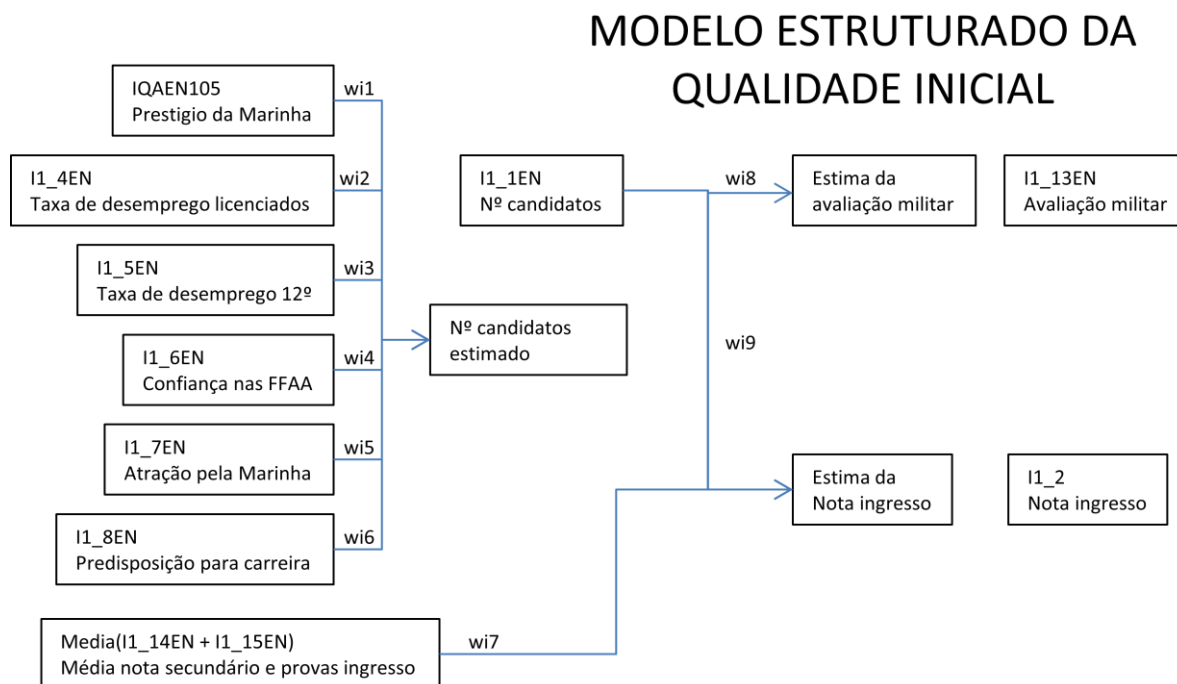 MODELO ESTRUTURADO DA
QUALIDADE INICIAL
IQAEN105
Prestigio da Marinha
wi1
I1_4EN
Taxa de desemprego licenciados
wi2
I1_5EN
Taxa de desemprego 12º
wi3
I1_6EN
Confiança nas FFAA
wi4
I1_7EN
Atração pela Marinha
wi5
I1_8EN
Predisposição para carreira
wi6
Media(I1_14EN + I1_15EN)
Média nota secundário e provas ingresso
wi7
Nº candidatos
estimado
I1_1EN
Nº candidatos
wi8
wi9
Estima da
avaliação militar
I1_13EN
Avaliação militar
Estima da
Nota ingresso
I1_2
Nota ingresso